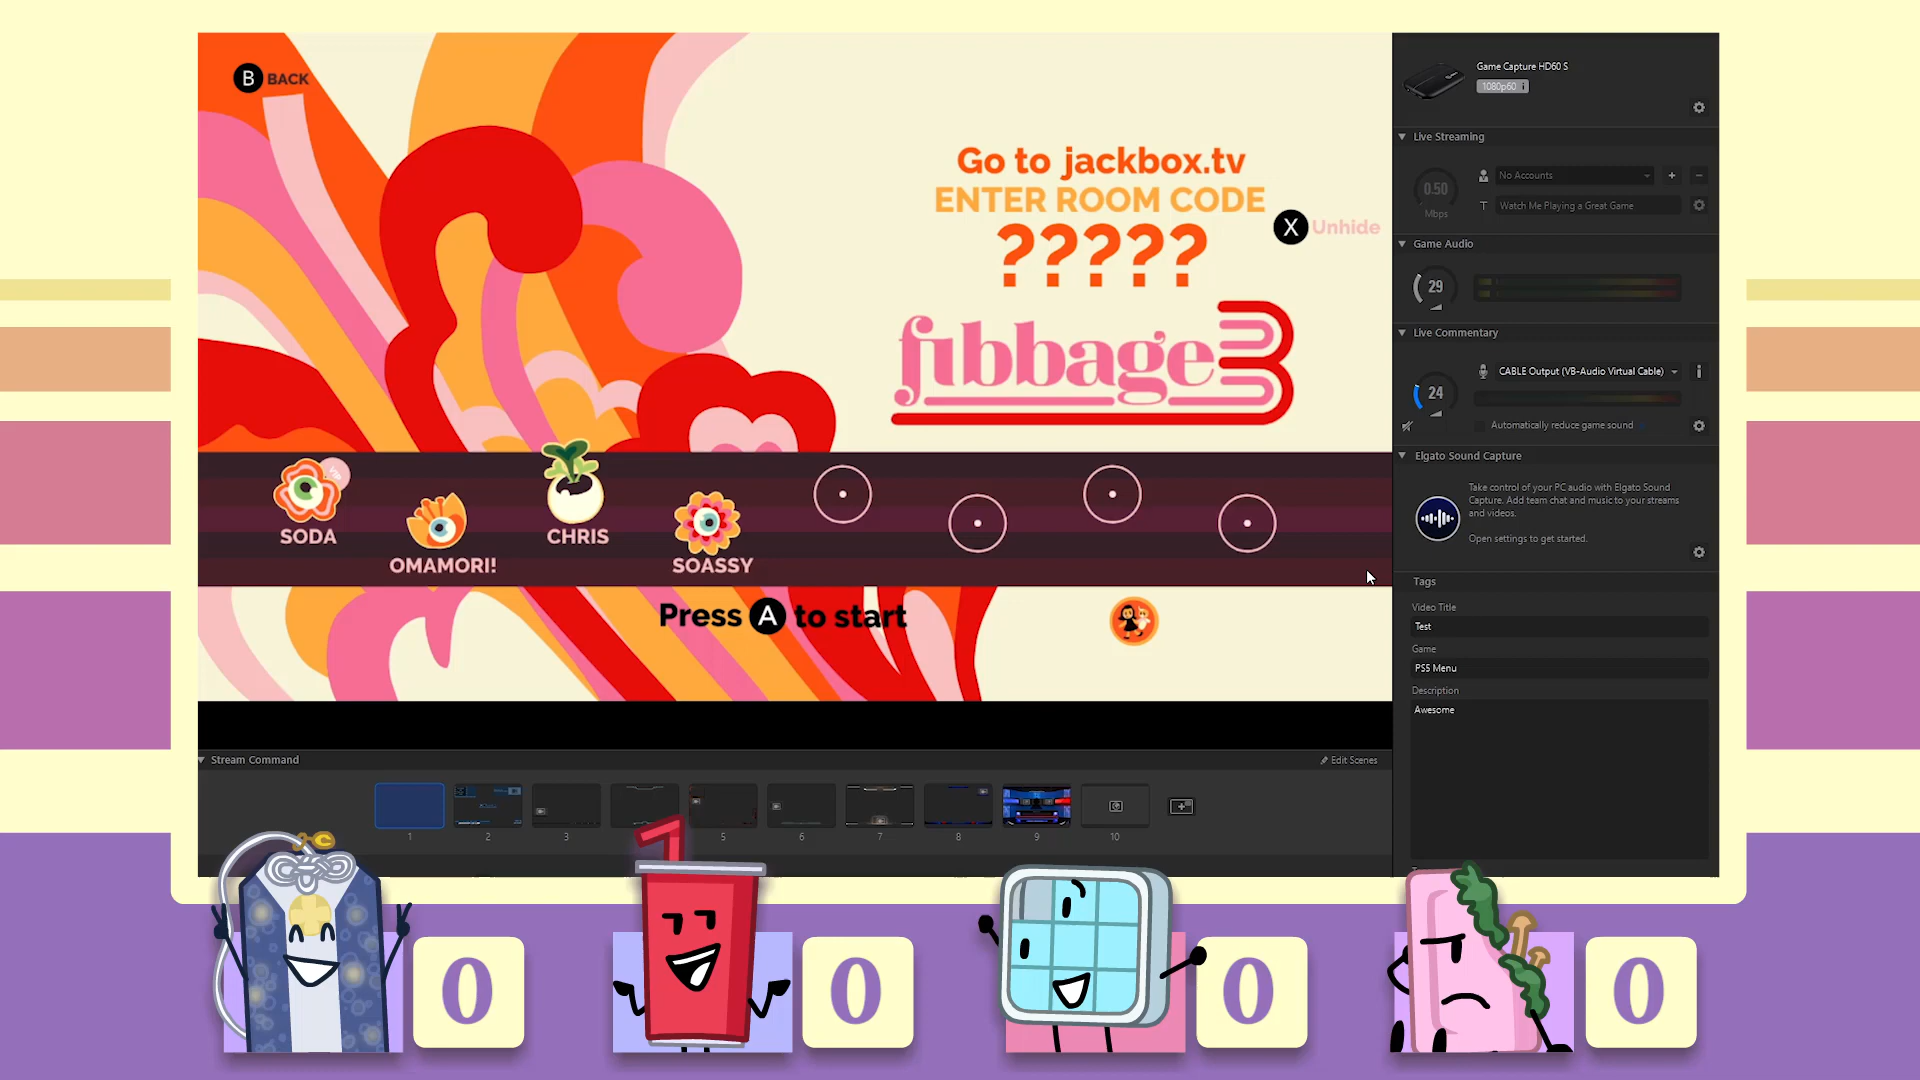 B BACK
Go to jackbox.tv
ENTER ROOM CODE
?????
X Unhide
fibbage 3
VIP
SODA
OMAMORI!
CHRIS
SOASSY
Press A to start
Game Capture HD60 S
1080p60 i
Live Streaming
0.50
Mbps
No Accounts
+ −
T Watch Me Playing a Great Game
Game Audio
29
Live Commentary
CABLE Output (VB-Audio Virtual Cable)
i
24
Automatically reduce game sound
Elgato Sound Capture
Take control of your PC audio with Elgato Sound
Capture. Add team chat and music to your streams
and videos.
Open settings to get started.
Tags
Video Title
Test
Game
PS5 Menu
Description
Awesome
Stream Command
Edit Scenes
1 2 3 4 5 6 7 8 9 10
0 0 0 0